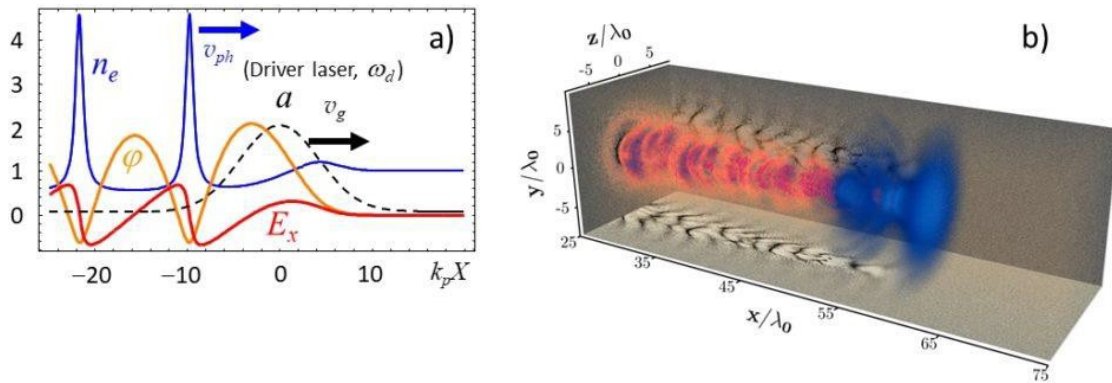 a)
4
3
2
1
0
n_e
v_ph
(Driver laser, ω_d)
a
v_g
φ
E_x
−20
−10
0
10
k_pX
b)
z/λ₀
-5
0
5
y/λ₀
5
0
-5
x/λ₀
25
35
45
55
65
75